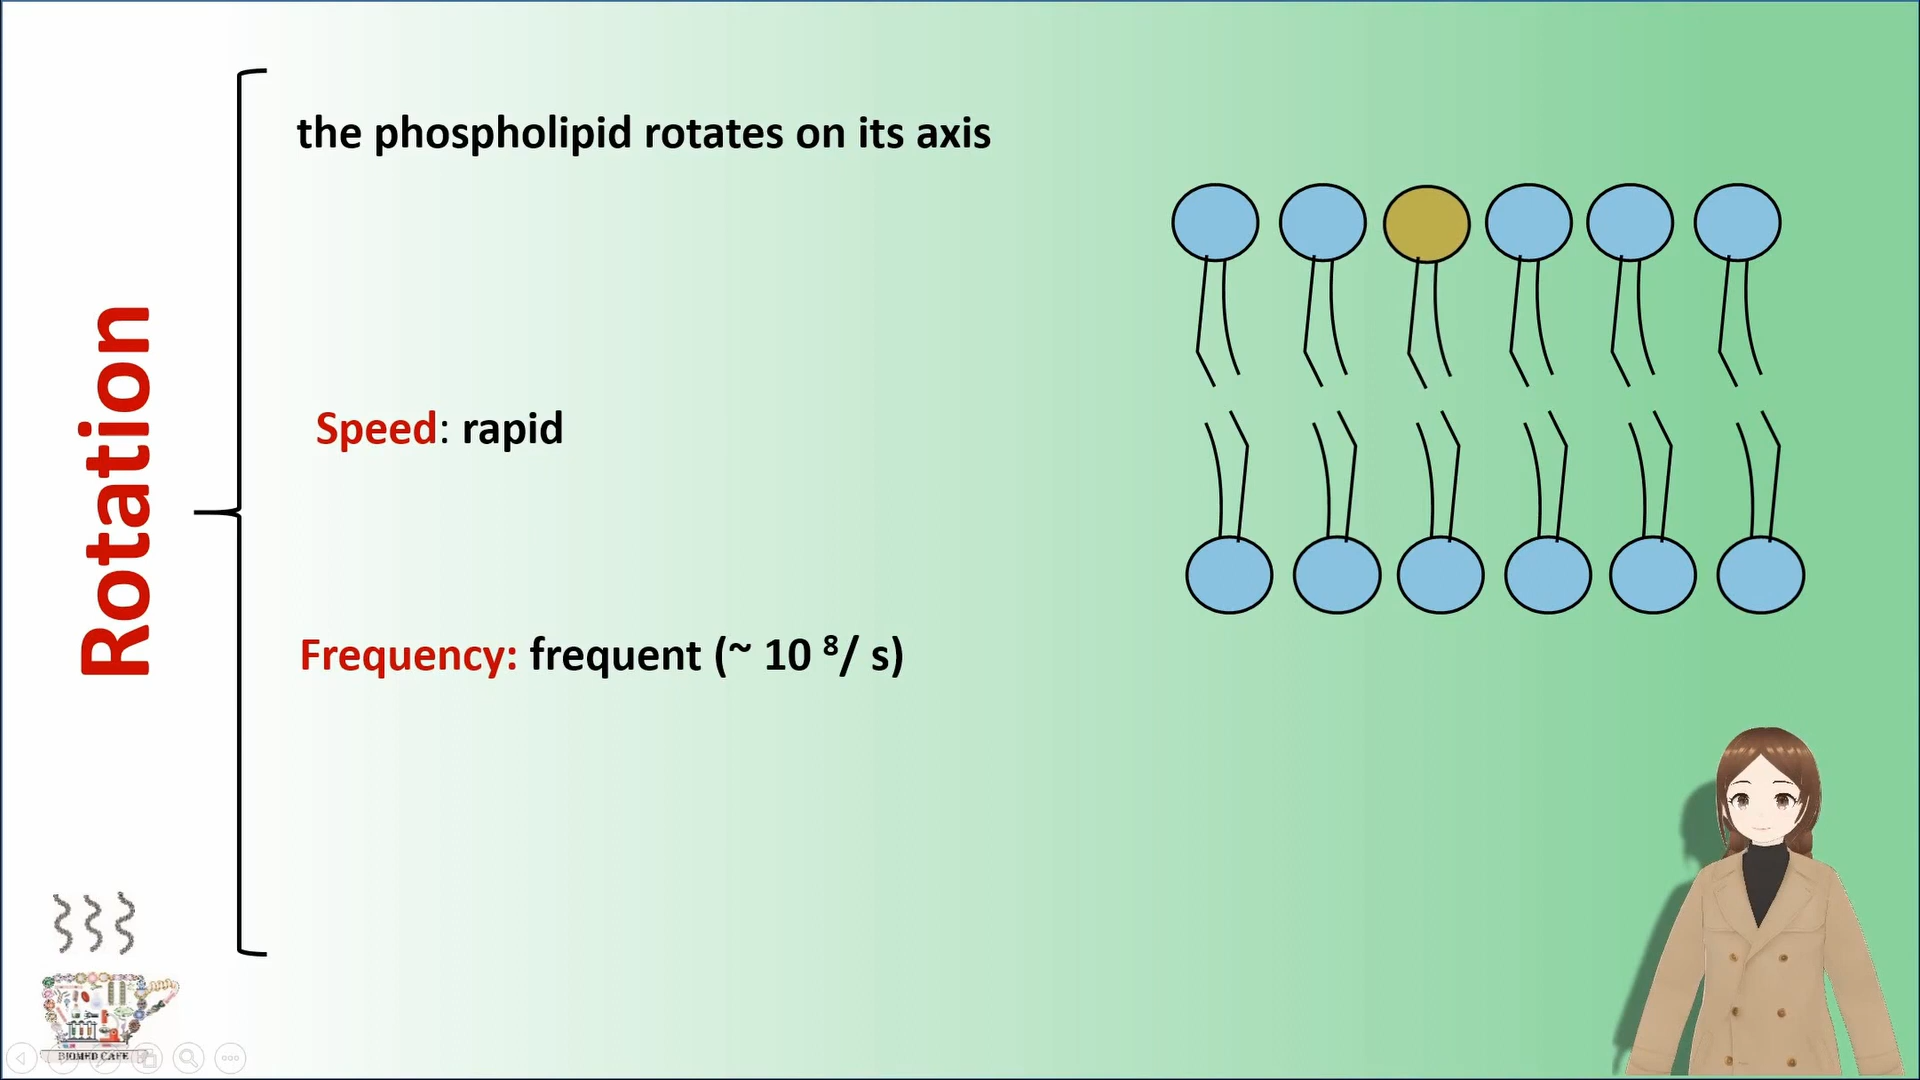 Rotation
the phospholipid rotates on its axis
Speed: rapid
Frequency: frequent (~ 10 ⁸/ s)
BIOMED CAFE